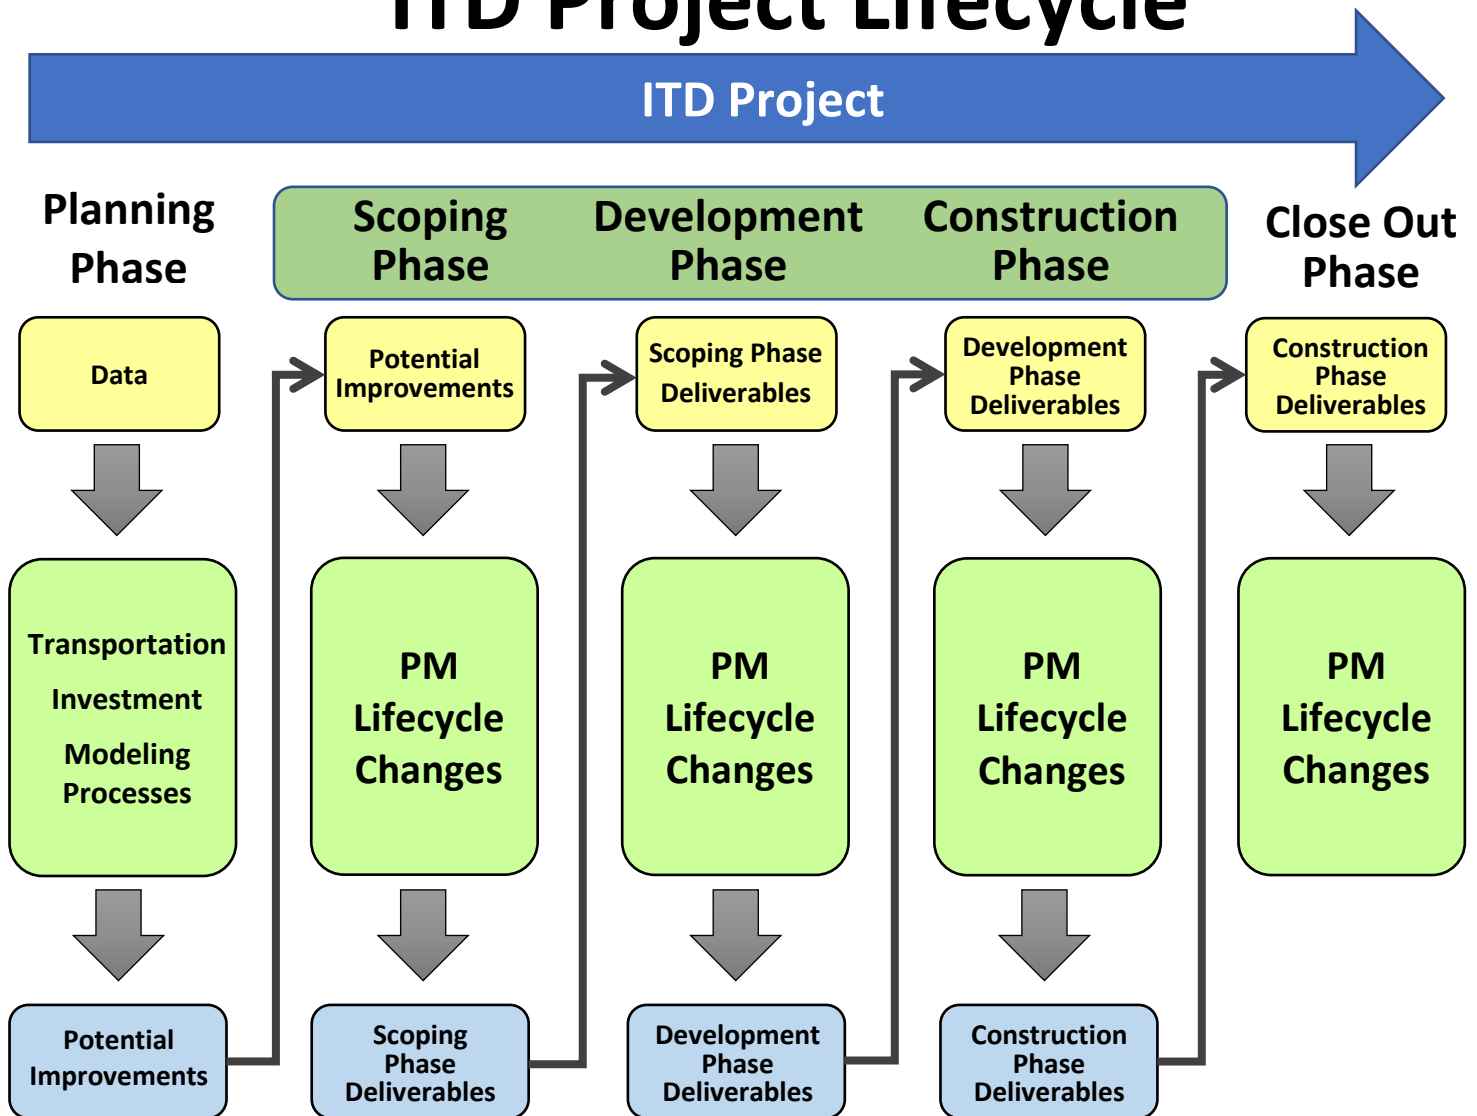 ITD Project Lifecycle
ITD Project
Planning
Phase
Scoping
Phase
Development
Phase
Construction
Phase
Close Out
Phase
Data
Potential
Improvements
Scoping Phase
Deliverables
Development
Phase
Deliverables
Construction
Phase
Deliverables
Transportation
Investment
Modeling
Processes
PM
Lifecycle
Changes
PM
Lifecycle
Changes
PM
Lifecycle
Changes
PM
Lifecycle
Changes
Potential
Improvements
Scoping
Phase
Deliverables
Development
Phase
Deliverables
Construction
Phase
Deliverables